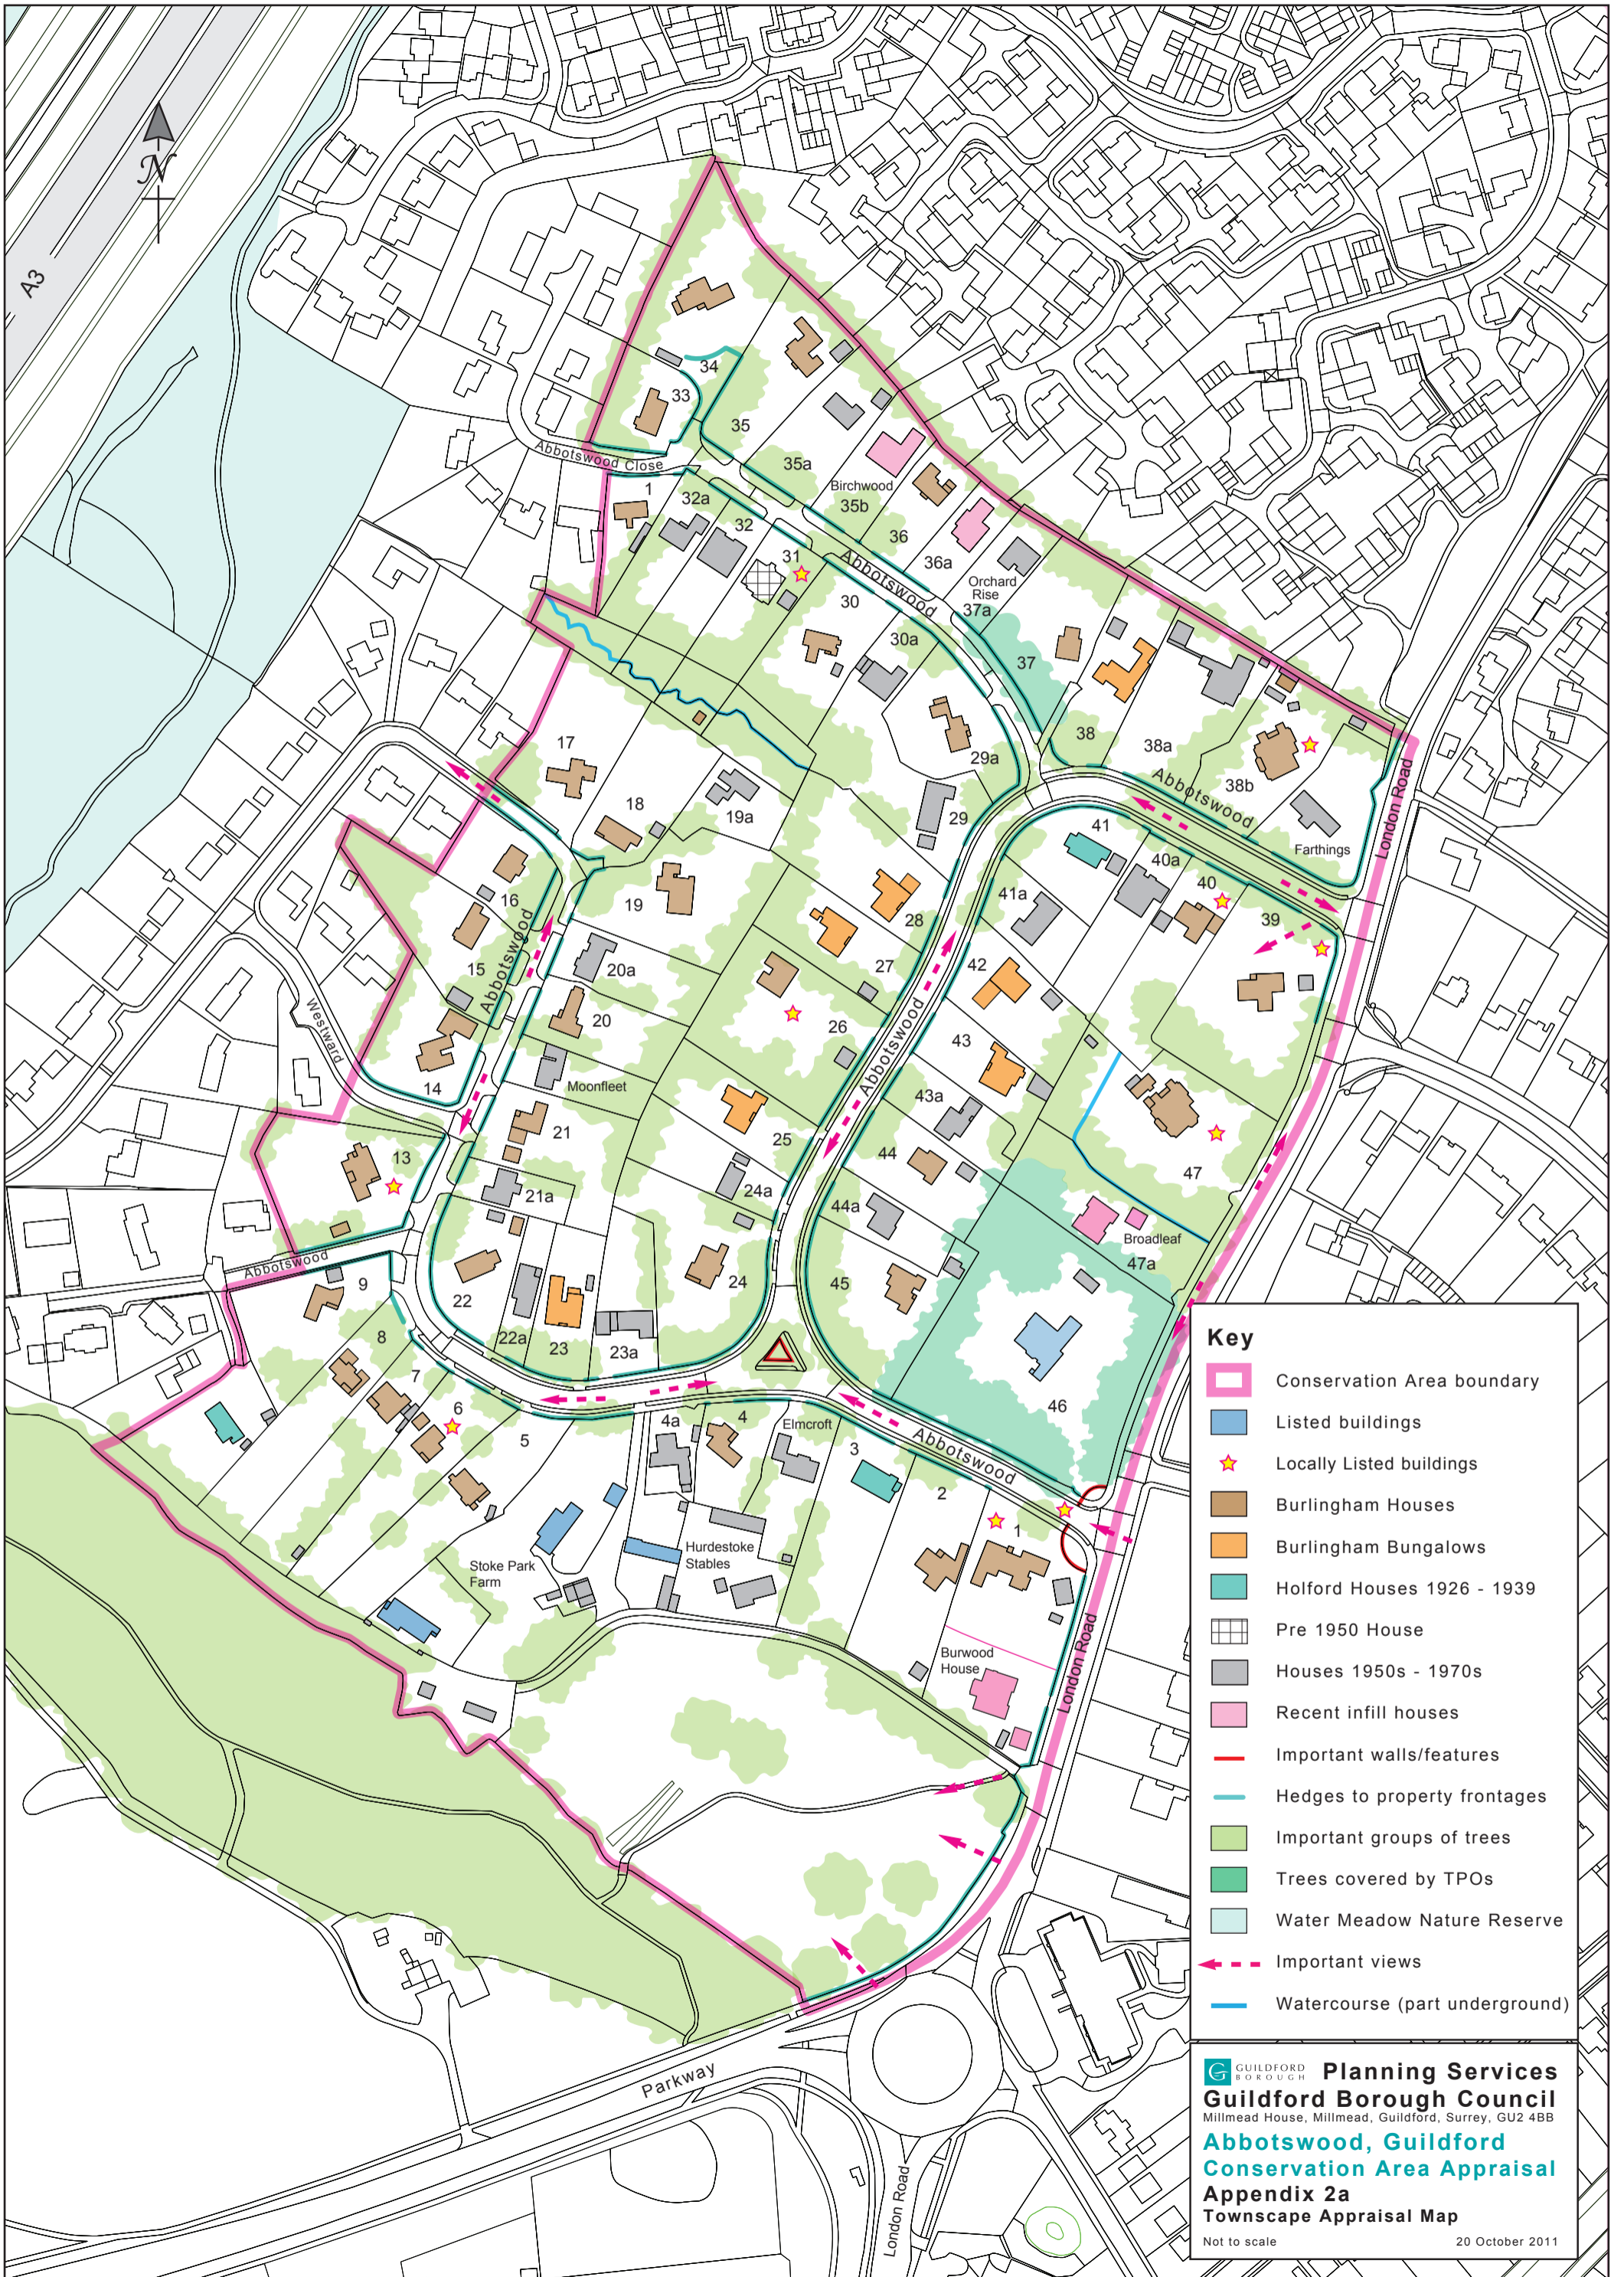 A3
N
34
33
35
Abbotswood Close
35a
1
32a
Birchwood
35b
32
36
31
Abbotswood
36a
Orchard
Rise
37a
30
30a
37
17
38
29a
38a
Abbotswood
38b
London Road
18
19a
29
41
Farthings
40a
40
16
19
41a
39
28
15
Abbotswood
20a
27
42
Westward
20
26
Abbotswood
43
14
Moonfleet
43a
21
25
44
13
47
24a
21a
44a
Broadleaf
47a
Abbotswood
9
24
45
22
8
22a
23
23a
7
46
6
4a
4
Elmcroft
5
3
Abbotswood
2
1
Hurdestoke
Stables
Stoke Park
Farm
Burwood
House
London Road
Parkway
London Road
Key
Conservation Area boundary
Listed buildings
Locally Listed buildings
Burlingham Houses
Burlingham Bungalows
Holford Houses 1926 - 1939
Pre 1950 House
Houses 1950s - 1970s
Recent infill houses
Important walls/features
Hedges to property frontages
Important groups of trees
Trees covered by TPOs
Water Meadow Nature Reserve
Important views
Watercourse (part underground)
G GUILDFORD
BOROUGH
Planning Services
Guildford Borough Council
Millmead House, Millmead, Guildford, Surrey, GU2 4BB
Abbotswood, Guildford
Conservation Area Appraisal
Appendix 2a
Townscape Appraisal Map
Not to scale 20 October 2011